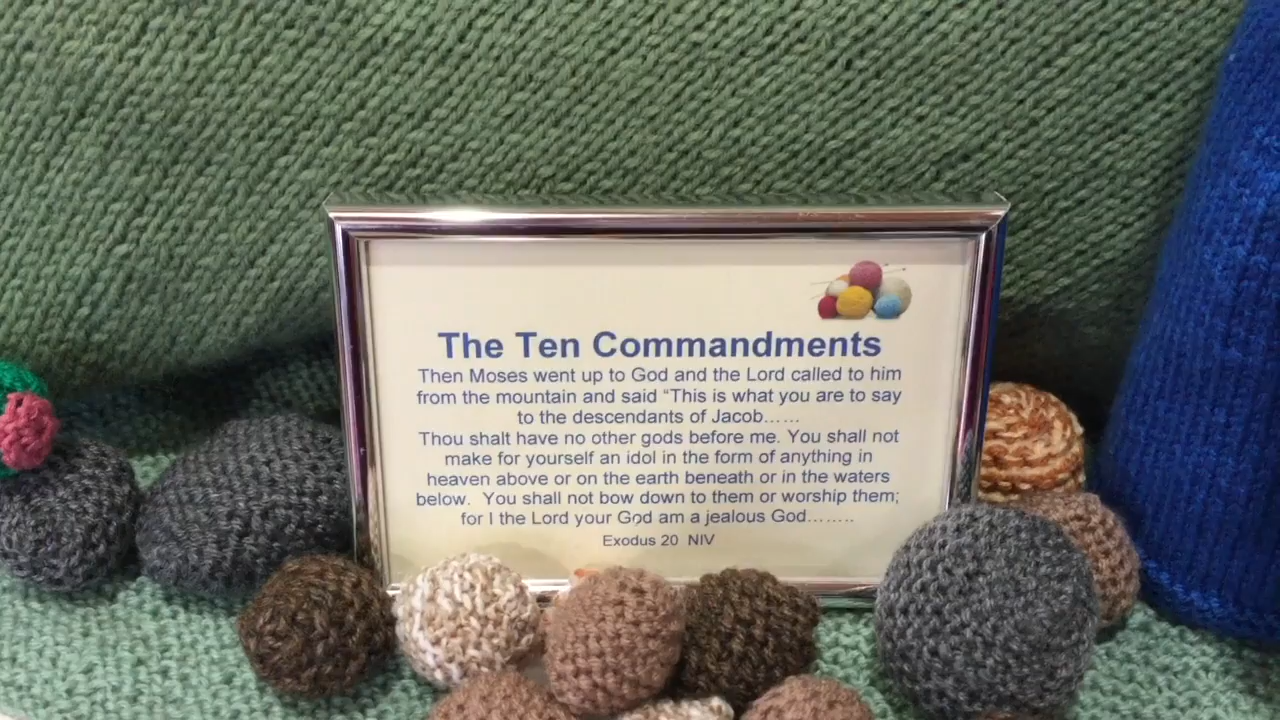 The Ten Commandments
Then Moses went up to God and the Lord called to him
from the mountain and said “This is what you are to say
to the descendants of Jacob……
Thou shalt have no other gods before me. You shall not
make for yourself an idol in the form of anything in
heaven above or on the earth beneath or in the waters
below.  You shall not bow down to them or worship them;
for I the Lord your God am a jealous God……..
Exodus 20  NIV